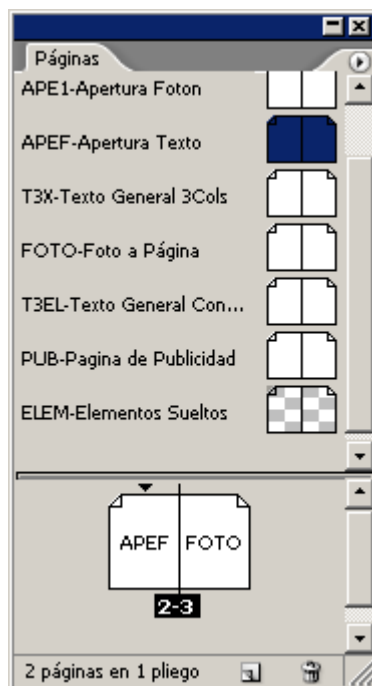 Páginas
APE1-Apertura Foton
APEF-Apertura Texto
T3X-Texto General 3Cols
FOTO-Foto a Página
T3EL-Texto General Con...
PUB-Pagina de Publicidad
ELEM-Elementos Sueltos
APEF FOTO
2-3
2 páginas en 1 pliego